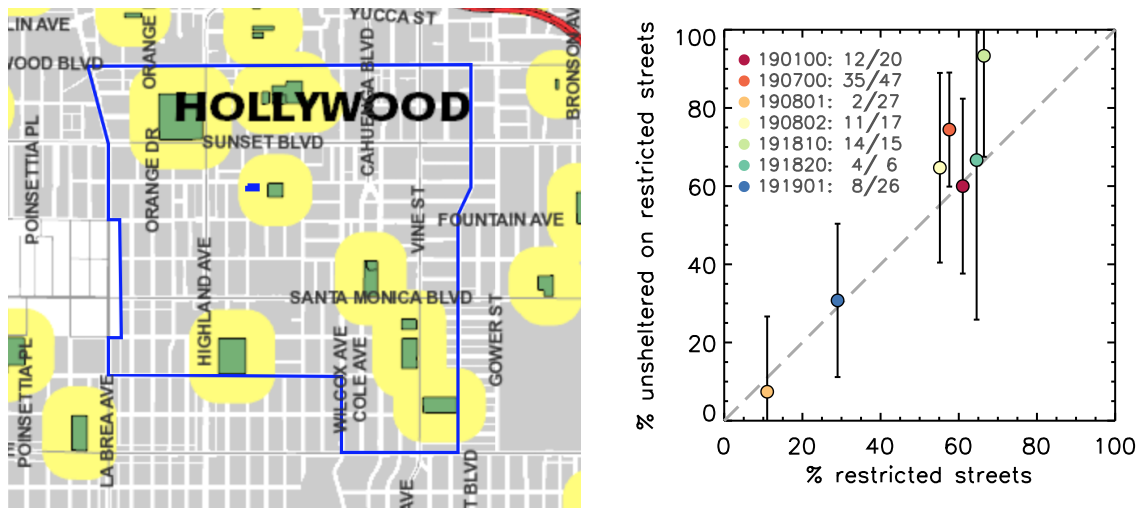 YUCCA ST
LIN AVE
ORANGE
WOOD BLVD
CAHUENGA BLVD
BRONSON AV
HOLLYWOOD
SUNSET BLVD
POINSETTIA PL
ORANGE DR
VINE ST
FOUNTAIN AVE
HIGHLAND AVE
SANTA MONICA BLVD
GOWER ST
POINSETTIA PL
LA BREA AVE
WILCOX AVE
COLE AVE
AVE
T BLVD
% unsheltered on restricted streets
100
80
60
40
20
0
190100: 12/20
190700: 35/47
190801: 2/27
190802: 11/17
191810: 14/15
191820: 4/ 6
191901: 8/26
0 20 40 60 80 100
% restricted streets